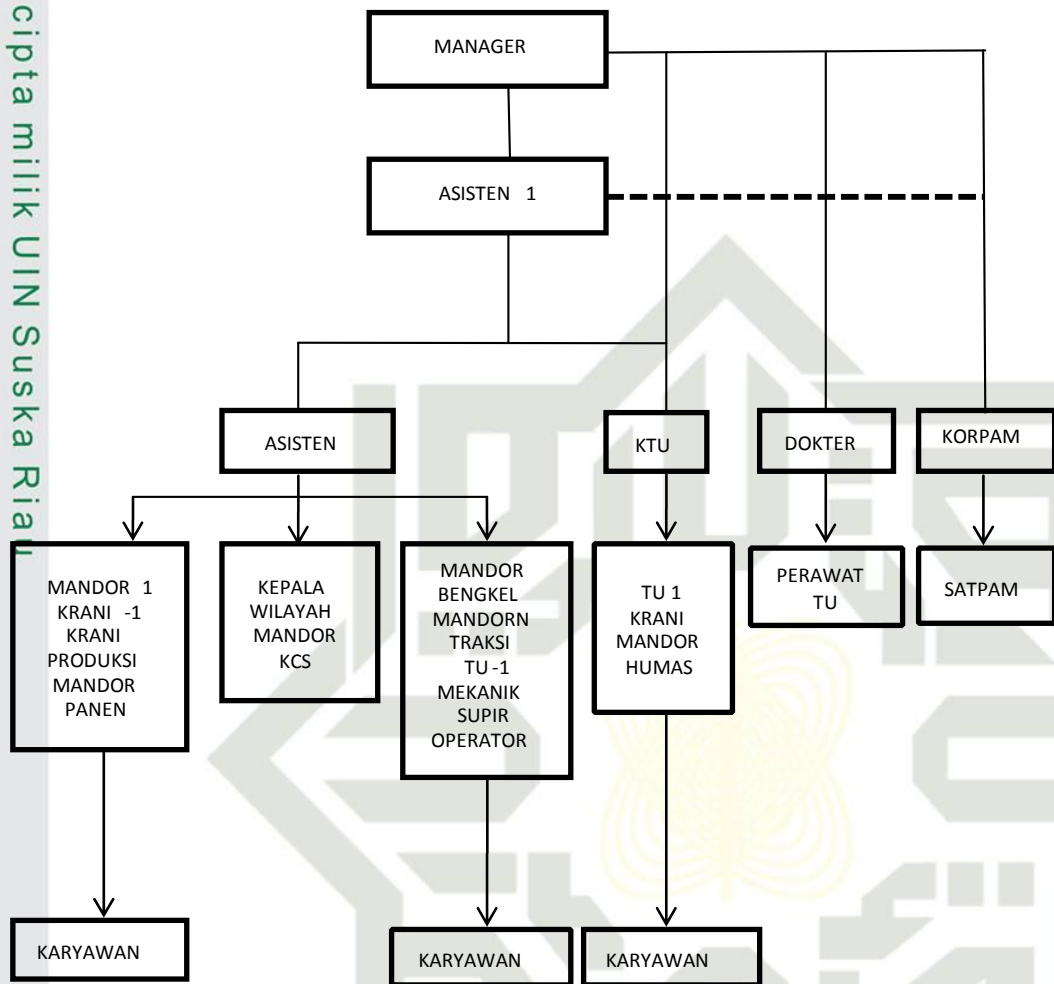 cipta milik UIN Suska Riau
MANAGER
ASISTEN 1
ASISTEN
KTU
DOKTER
KORPAM
MANDOR 1
KRANI -1
KRANI
PRODUKSI
MANDOR
PANEN
KEPALA
WILAYAH
MANDOR
KCS
MANDOR
BENGKEL
MANDORN
TRAKSI
TU -1
MEKANIK
SUPIR
OPERATOR
TU 1
KRANI
MANDOR
HUMAS
PERAWAT
TU
SATPAM
KARYAWAN
KARYAWAN
KARYAWAN